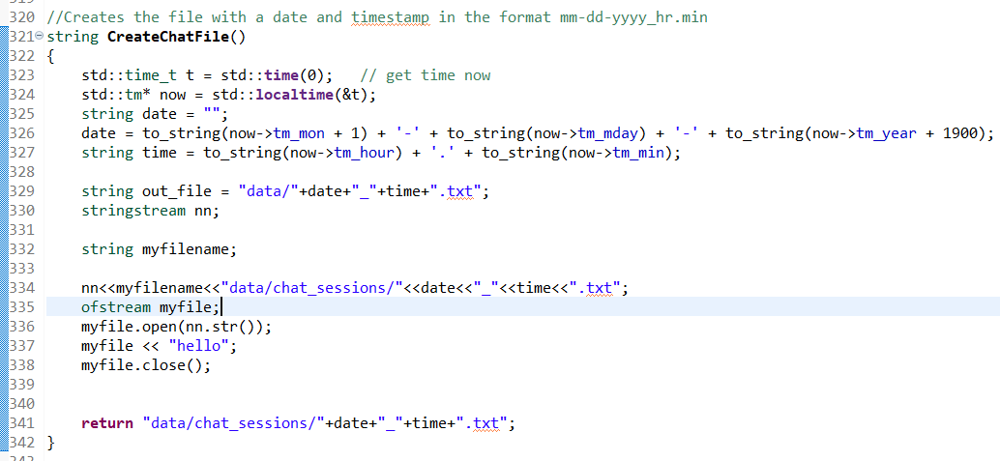 320 //Creates the file with a date and timestamp in the format mm-dd-yyyy_hr.min
321 string CreateChatFile()
322 {
323     std::time_t t = std::time(0);   // get time now
324     std::tm* now = std::localtime(&t);
325     string date = "";
326     date = to_string(now->tm_mon + 1) + '-' + to_string(now->tm_mday) + '-' + to_string(now->tm_year + 1900);
327     string time = to_string(now->tm_hour) + '.' + to_string(now->tm_min);
328
329     string out_file = "data/"+date+"_"+time+".txt";
330     stringstream nn;
331
332     string myfilename;
333
334     nn<<myfilename<<"data/chat_sessions/"<<date<<"_"<<time<<".txt";
335     ofstream myfile;
336     myfile.open(nn.str());
337     myfile << "hello";
338     myfile.close();
339
340
341     return "data/chat_sessions/"+date+"_"+time+".txt";
342 }